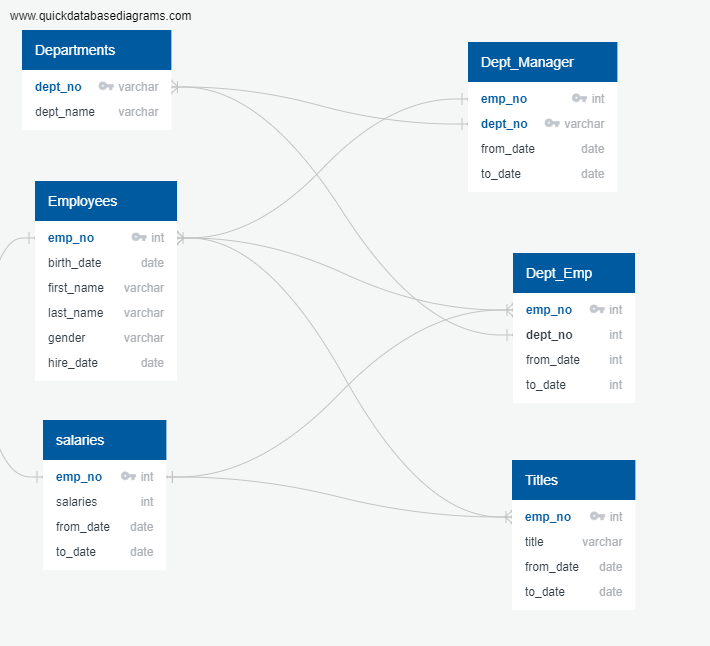 www.quickdatabasediagrams.com
Departments
dept_no varchar
dept_name varchar
Employees
emp_no int
birth_date date
first_name varchar
last_name varchar
gender varchar
hire_date date
salaries
emp_no int
salaries int
from_date date
to_date date
Dept_Manager
emp_no int
dept_no varchar
from_date date
to_date date
Dept_Emp
emp_no int
dept_no int
from_date int
to_date int
Titles
emp_no int
title varchar
from_date date
to_date date